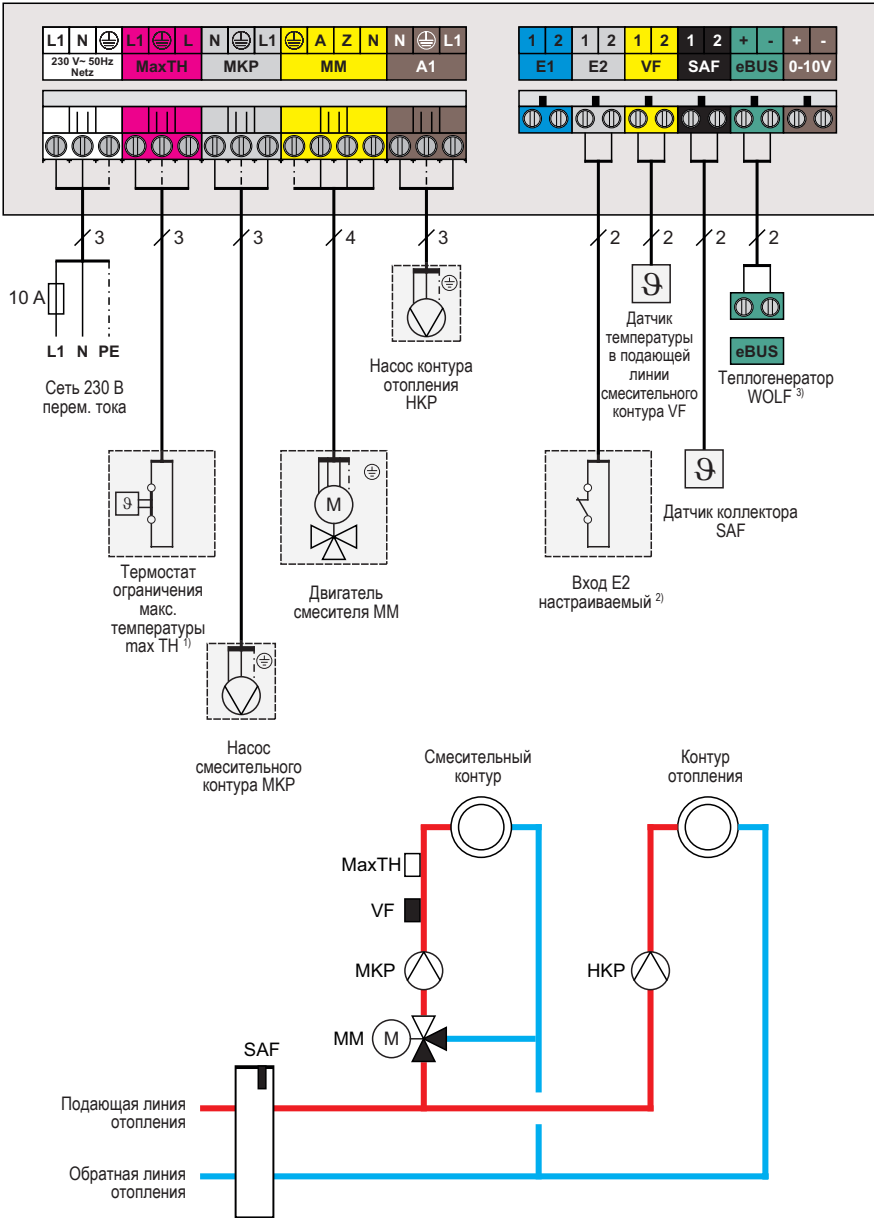 L1 N L1 L N L1 A Z N N L1
230 V~ 50Hz
Netz
MaxTH MKP MM A1
1 2 1 2 1 2 1 2 + - + -
E1 E2 VF SAF eBUS 0-10V
3 3 3 4 3 2 2 2 2
10 A
L1 N PE
Сеть 230 В
перем. тока
Насос контура
отопления
HKP
ϑ
Датчик
температуры
в подающей
линии
смесительного
контура VF
eBUS
Теплогенератор
WOLF 3)
ϑ
Термостат
ограничения
макс.
температуры
max TH 1)
M
Двигатель
смесителя MM
Вход E2
настраиваемый 2)
ϑ
Датчик коллектора
SAF
Насос
смесительного
контура MKP
Смесительный
контур
Контур
отопления
MaxTH
VF
MKP
HKP
MM M
SAF
Подающая линия
отопления
Обратная линия
отопления